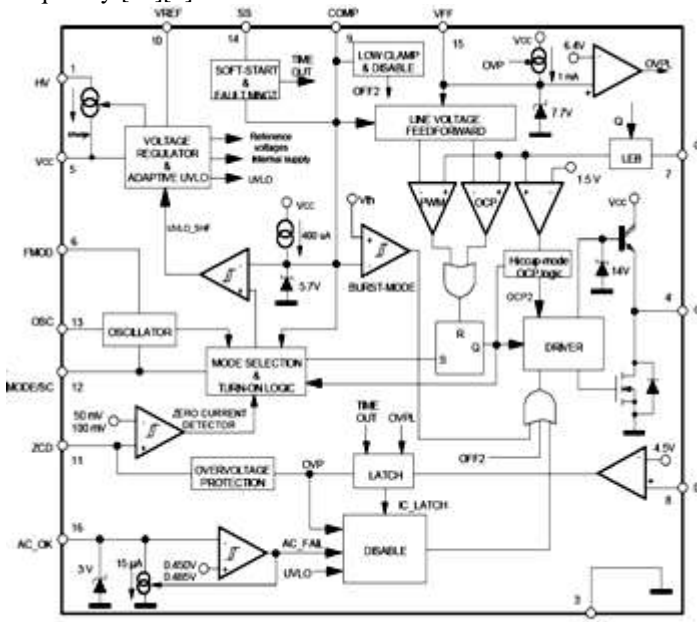 VREF
SS
COMP
VFF
10
14
9
15
HV
1
SOFT-START
&
FAULT MNGT
TIME
OUT
LOW CLAMP
& DISABLE
OFF2
Vcc
OVP
1 mA
7.7V
6.4V
OVPL
LINE VOLTAGE
FEEDFORWARD
Q
LEB
7
VOLTAGE
REGULATOR
&
ADAPTIVE UVLO
Reference
voltages
Internal supply
UVLO
Vcc
5
1.5 V
PWM
OCP
UVLO_SHF
Vcc
400 uA
5.7V
Vth
BURST-MODE
Hiccup-mode
OCP logic
OCP2
Vcc
14V
4
FMOD
6
OSC
13
OSCILLATOR
MODE SELECTION
&
TURN-ON LOGIC
R
S
Q
DRIVER
MODE/SC
12
50 mV
100 mV
ZERO CURRENT
DETECTOR
ZCD
11
TIME
OUT
OVPL
OFF2
4.5V
8
OVERVOLTAGE
PROTECTION
OVP
LATCH
IC_LATCH
AC_OK
16
3 V
15 µA
0.450V
0.485V
AC_FAIL
UVLO
DISABLE
3